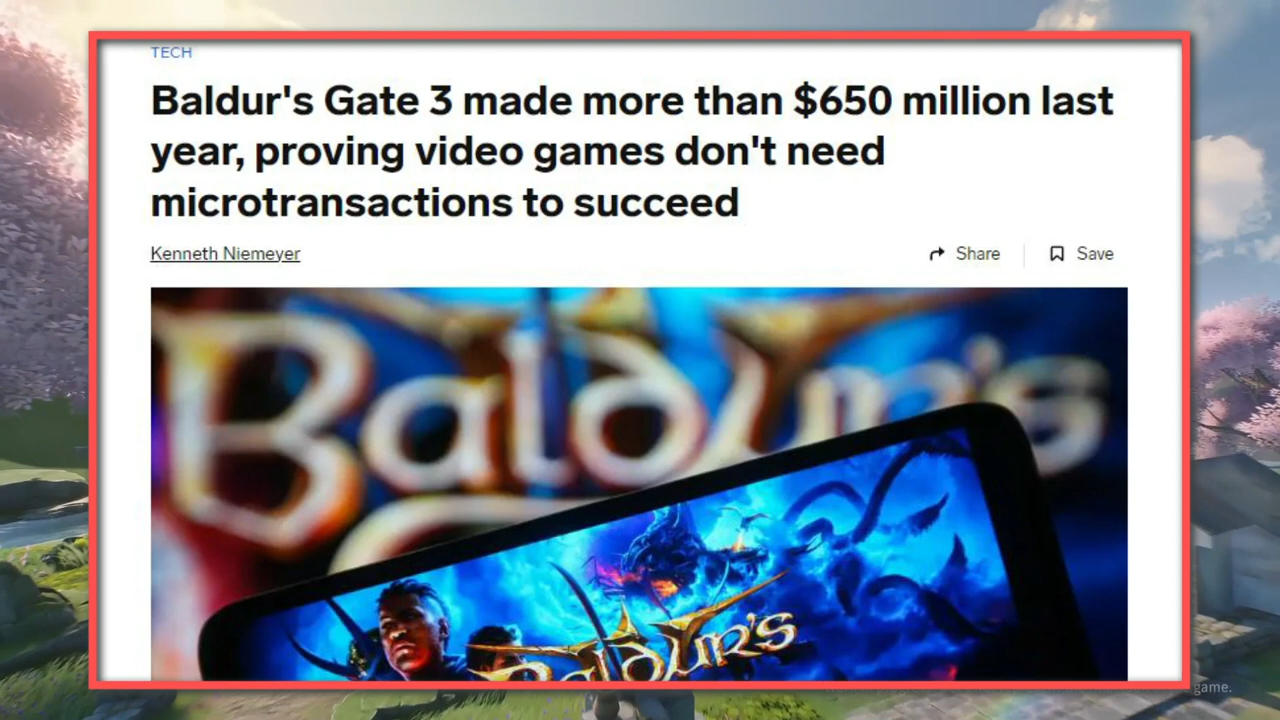 TECH
Baldur's Gate 3 made more than $650 million last
year, proving video games don't need
microtransactions to succeed
Kenneth Niemeyer
Share
Save
Baldur's
BALDUR'S
game.